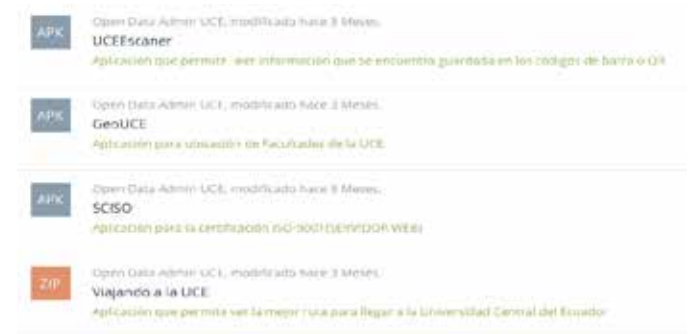 APK
Open Data Admin UCE, modificado hace 8 Meses.
UCEEscaner
Aplicación que permite leer información que se encuentra guardada en los códigos de barra o QR
APK
Open Data Admin UCE, modificado hace 3 Meses.
GeoUCE
Aplicación para ubicación de Facultades de la UCE
APK
Open Data Admin UCE, modificado hace 8 Meses.
SCISO
Aplicación para la certificación ISO-9001(SERVIDOR WEB)
ZIP
Open Data Admin UCE, modificado hace 3 Meses.
Viajando a la UCE
Aplicación que permite ver la mejor ruta para llegar a la Universidad Central del Ecuador